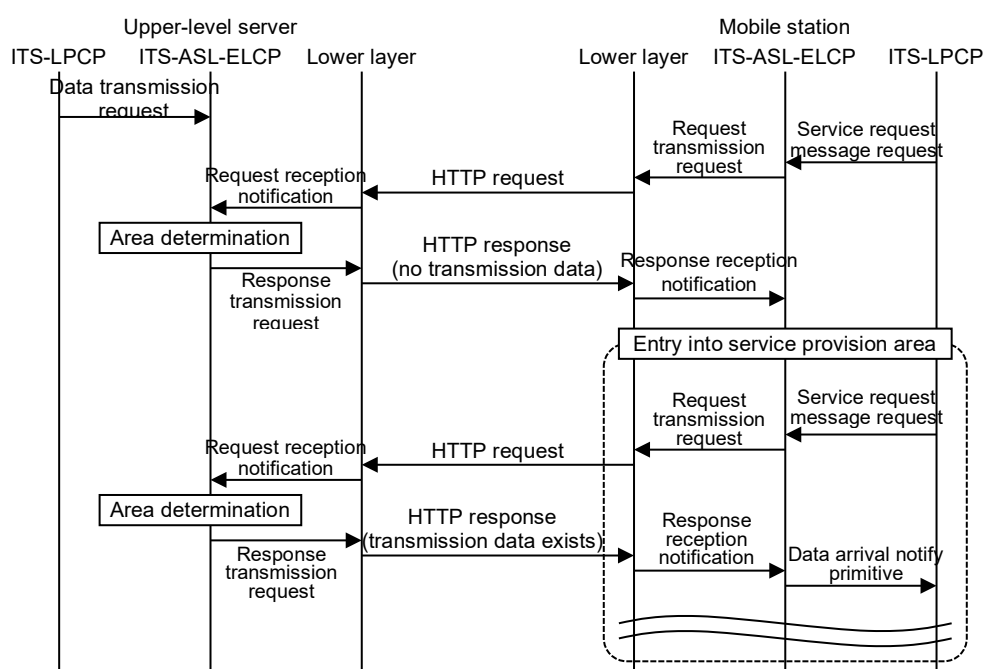 Upper-level server
Mobile station
ITS-LPCP
ITS-ASL-ELCP
Lower layer
Lower layer
ITS-ASL-ELCP
ITS-LPCP
Data transmission
request
Request
transmission
request
Service request
message request
Request reception
notification
HTTP request
Area determination
HTTP response
(no transmission data)
Response reception
notification
Response
transmission
request
Entry into service provision area
Request
transmission
request
Service request
message request
Request reception
notification
HTTP request
Area determination
HTTP response
(transmission data exists)
Response
reception
notification
Response
transmission
request
Data arrival notify
primitive